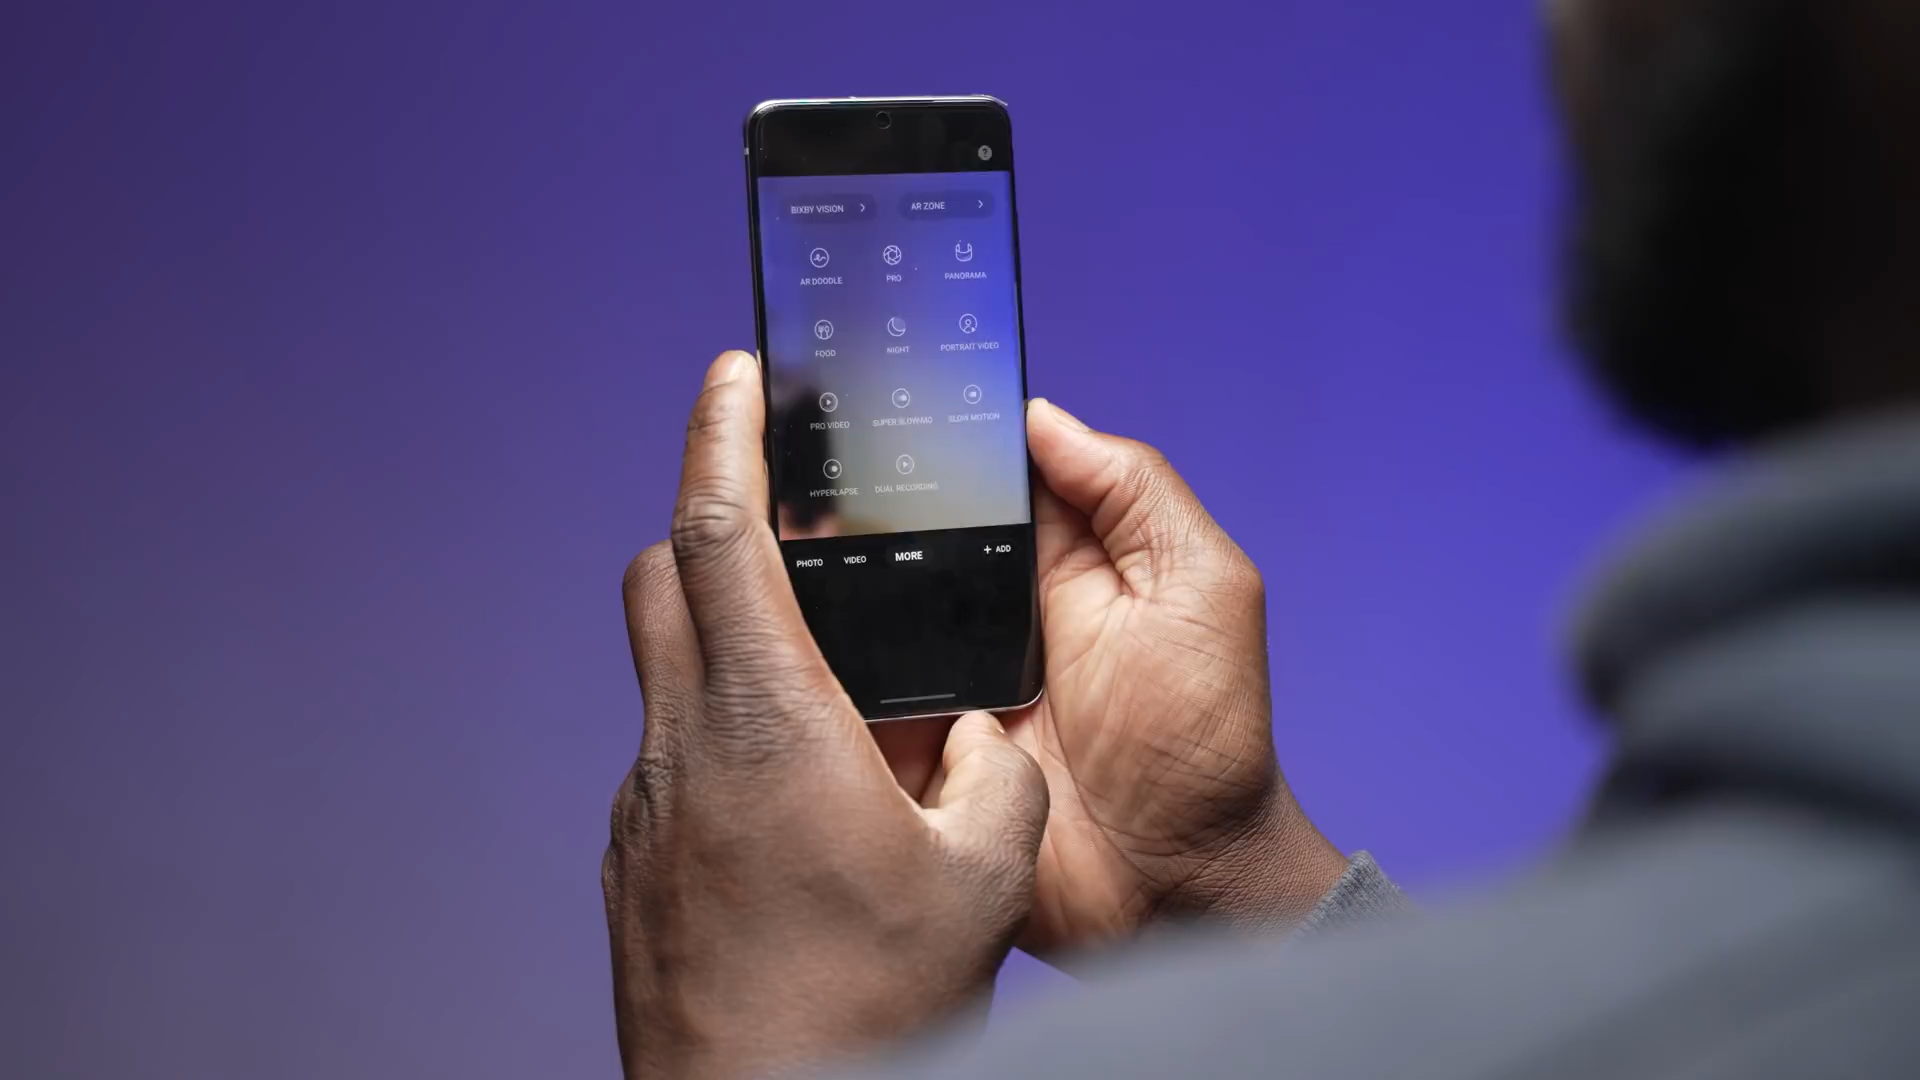 ?
BIXBY VISION >
AR ZONE >
AR DOODLE
PRO
PANORAMA
FOOD
NIGHT
PORTRAIT VIDEO
PRO VIDEO
SUPER SLOW-MO
SLOW MOTION
HYPERLAPSE
DUAL RECORDING
PHOTO
VIDEO
MORE
+ ADD